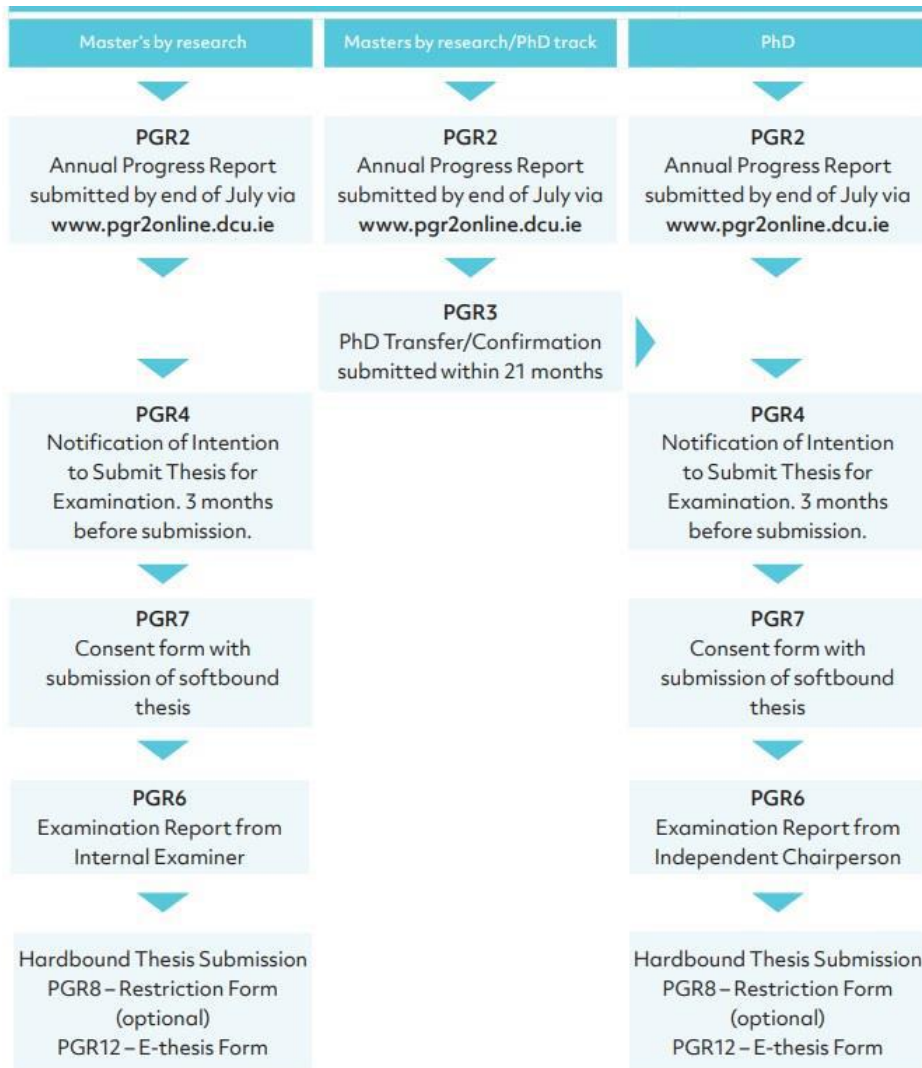 Master's by research
Masters by research/PhD track
PhD
PGR2
Annual Progress Report
submitted by end of July via
www.pgr2online.dcu.ie
PGR2
Annual Progress Report
submitted by end of July via
www.pgr2online.dcu.ie
PGR2
Annual Progress Report
submitted by end of July via
www.pgr2online.dcu.ie
PGR3
PhD Transfer/Confirmation
submitted within 21 months
PGR4
Notification of Intention
to Submit Thesis for
Examination. 3 months
before submission.
PGR4
Notification of Intention
to Submit Thesis for
Examination. 3 months
before submission.
PGR7
Consent form with
submission of softbound
thesis
PGR7
Consent form with
submission of softbound
thesis
PGR6
Examination Report from
Internal Examiner
PGR6
Examination Report from
Independent Chairperson
Hardbound Thesis Submission
PGR8 – Restriction Form
(optional)
PGR12 – E-thesis Form
Hardbound Thesis Submission
PGR8 – Restriction Form
(optional)
PGR12 – E-thesis Form